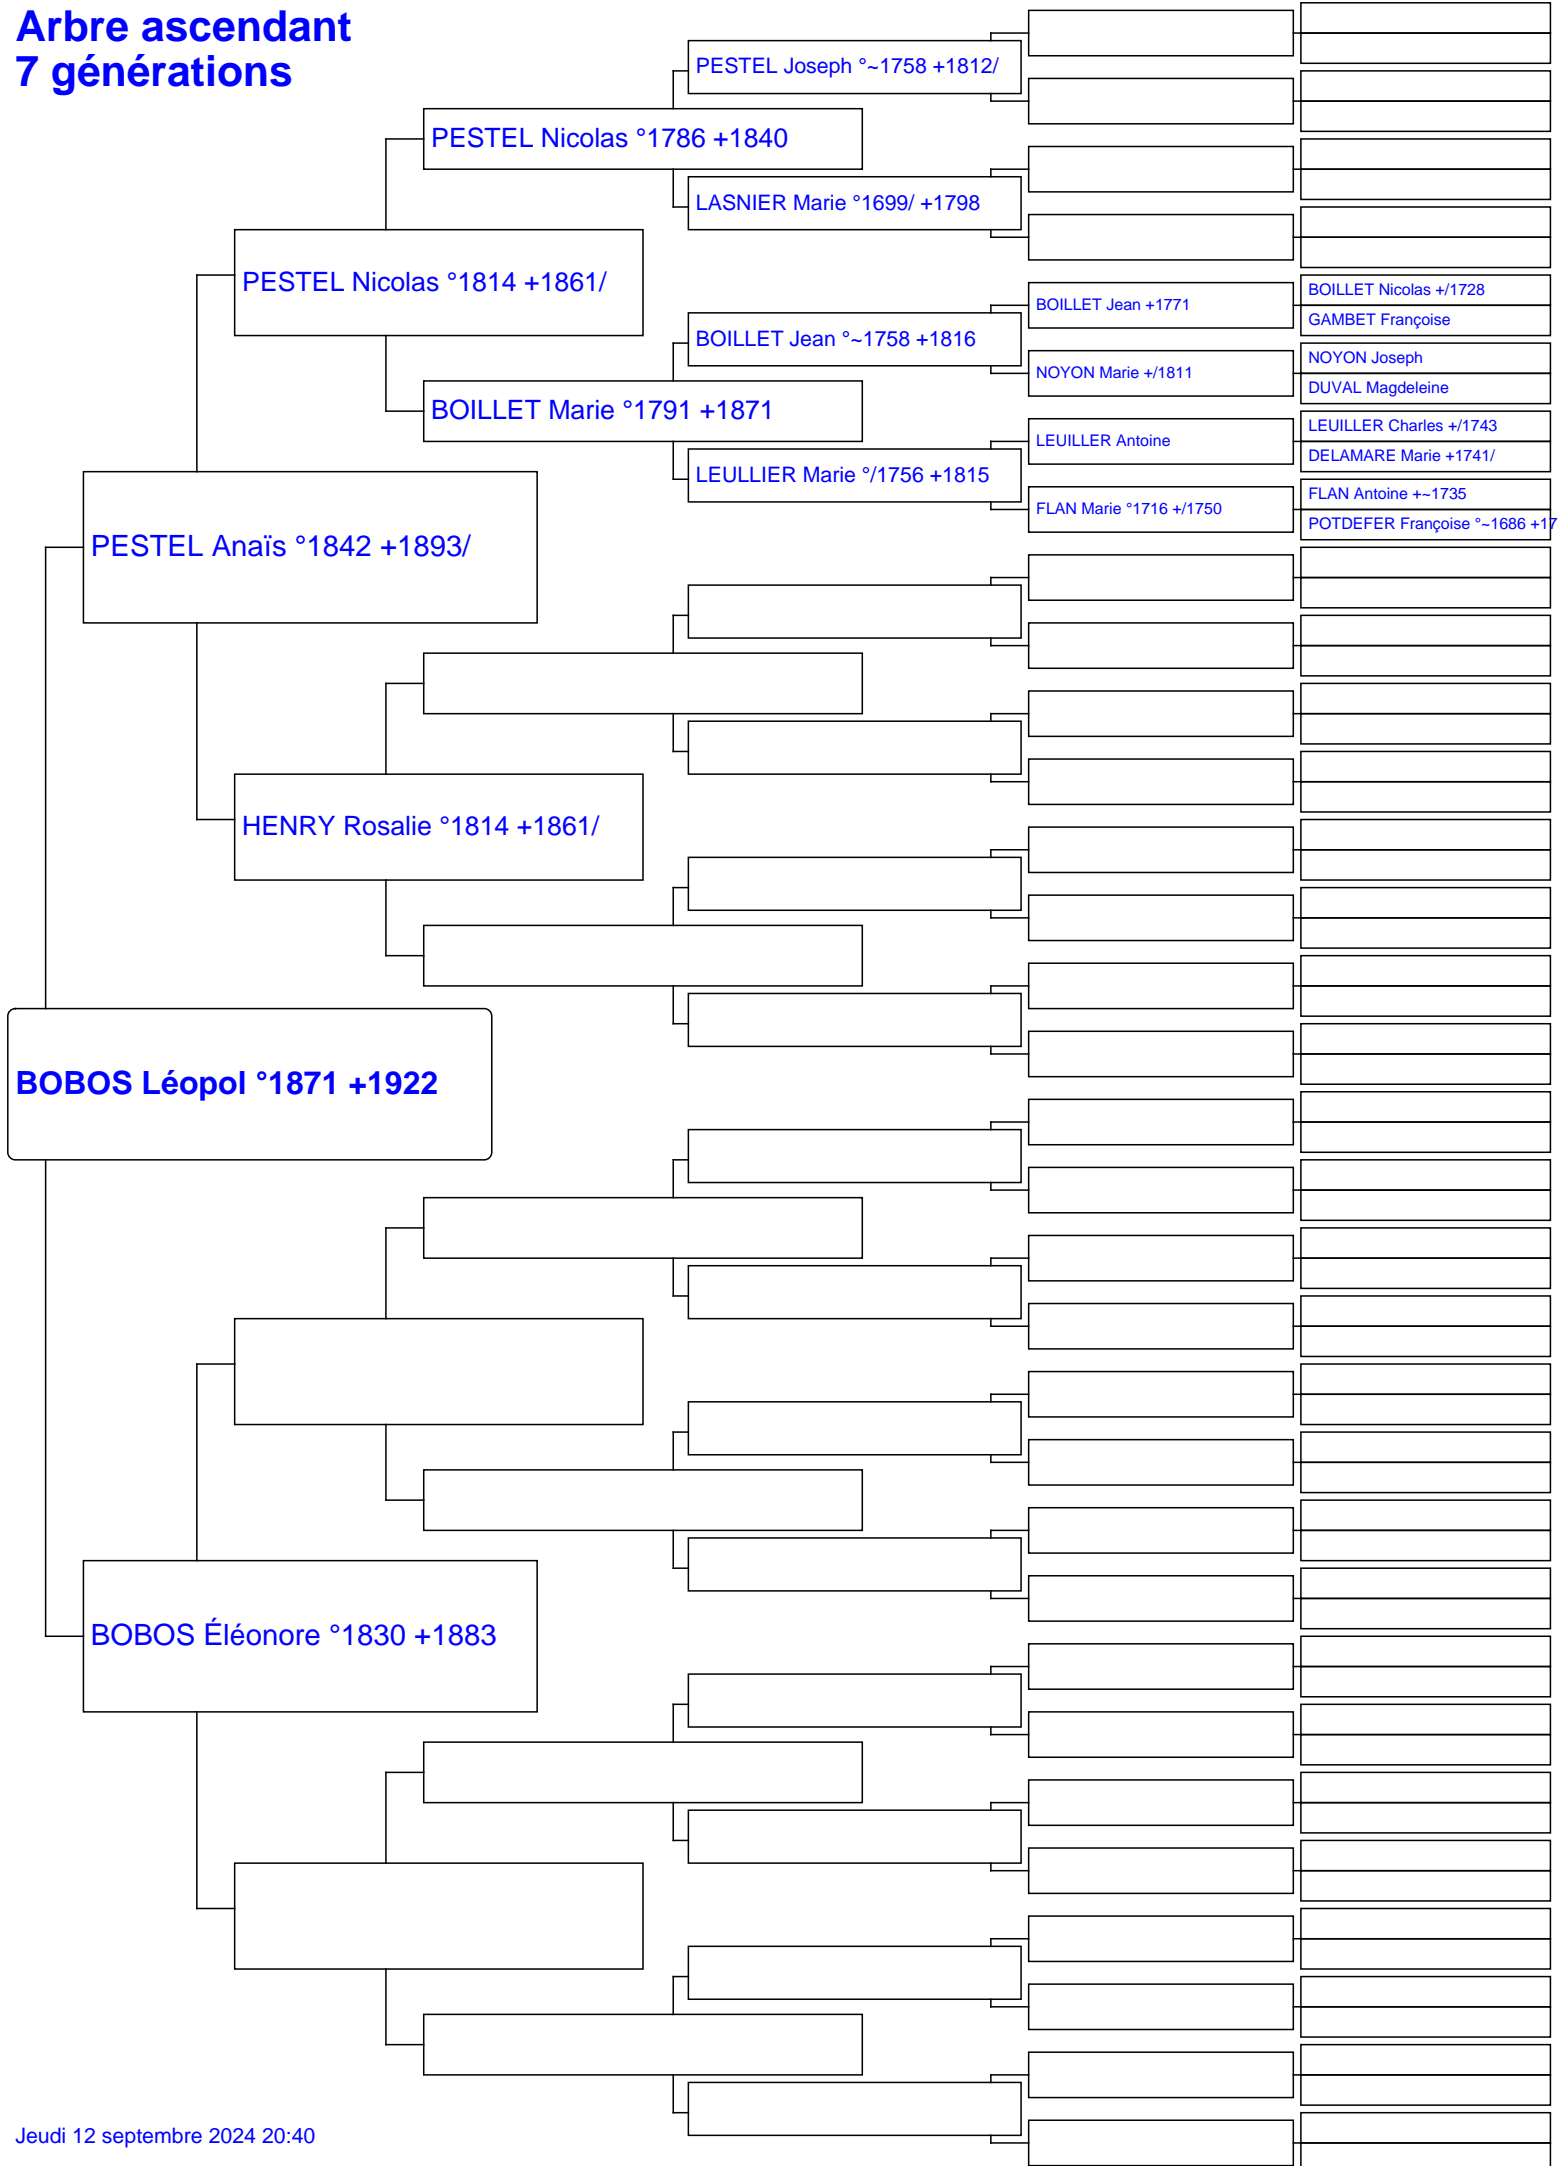 Arbre ascendant
7 générations
PESTEL Joseph °~1758 +1812/
PESTEL Nicolas °1786 +1840
LASNIER Marie °1699/ +1798
PESTEL Nicolas °1814 +1861/
BOILLET Jean +1771
BOILLET Nicolas +/1728
GAMBET Françoise
BOILLET Jean °~1758 +1816
NOYON Marie +/1811
NOYON Joseph
DUVAL Magdeleine
BOILLET Marie °1791 +1871
LEUILLER Antoine
LEUILLER Charles +/1743
DELAMARE Marie +1741/
LEULLIER Marie °/1756 +1815
FLAN Marie °1716 +/1750
FLAN Antoine +~1735
POTDEFER Françoise °~1686 +17
PESTEL Anaïs °1842 +1893/
HENRY Rosalie °1814 +1861/
BOBOS Léopol °1871 +1922
BOBOS Éléonore °1830 +1883
Jeudi 12 septembre 2024 20:40